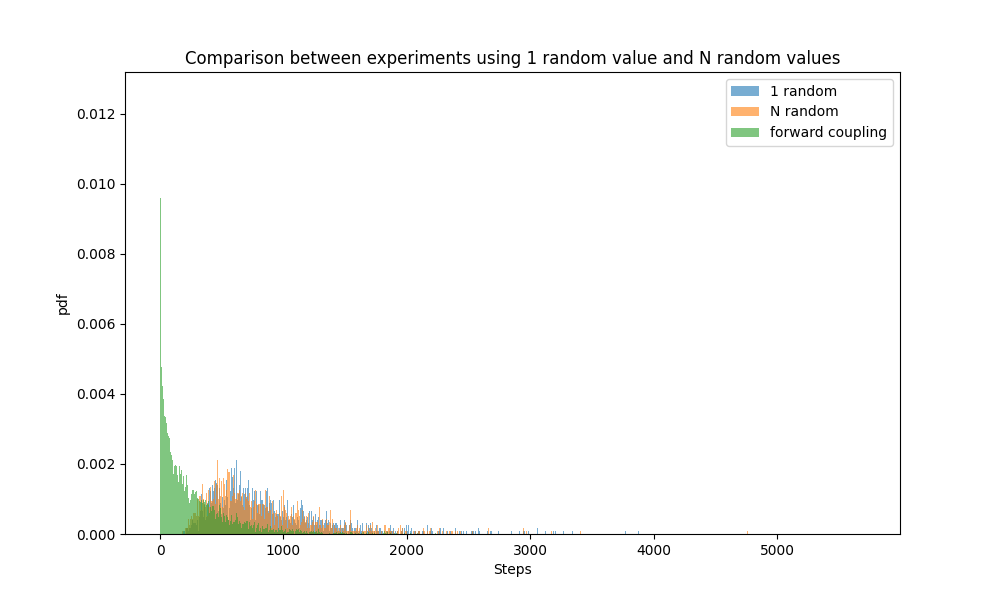 Comparison between experiments using 1 random value and N random values
1 random
N random
forward coupling
0.012
0.010
0.008
0.006
0.004
0.002
0.000
pdf
0 1000 2000 3000 4000 5000
Steps